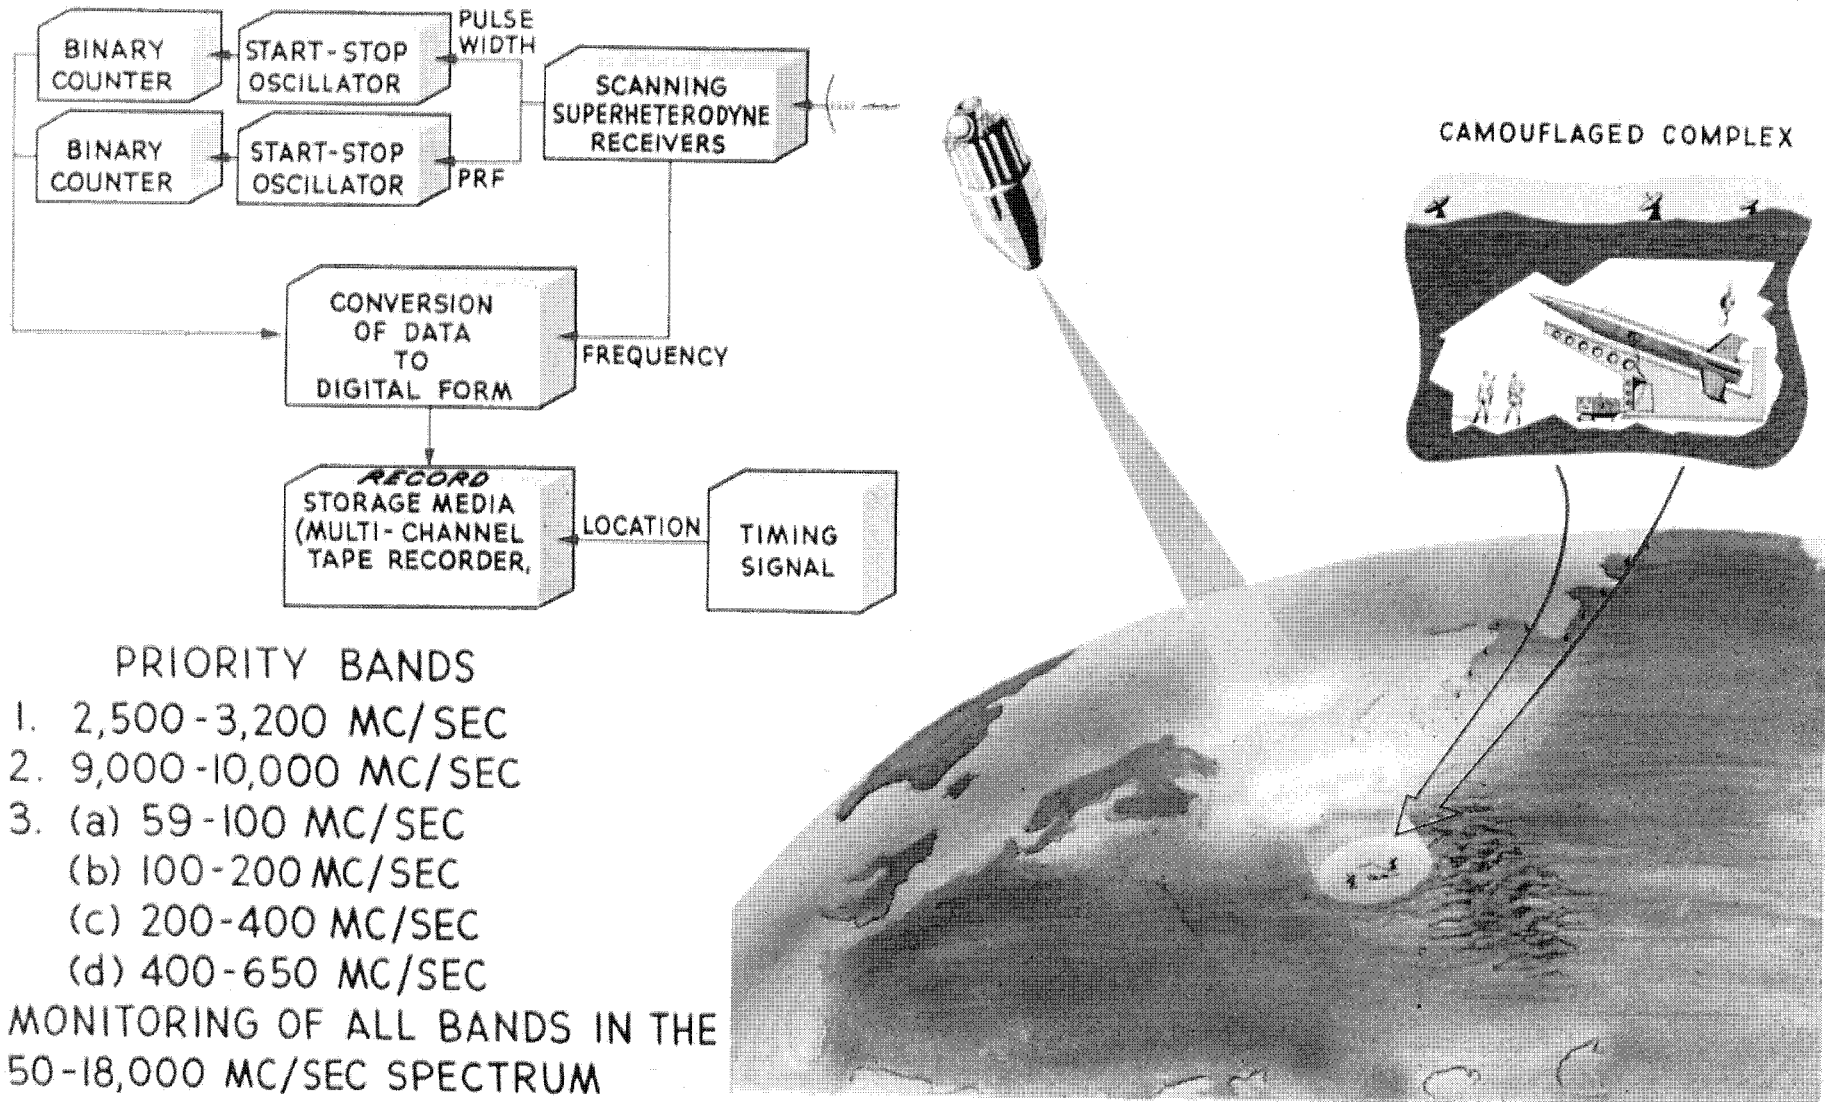 BINARY
COUNTER
START-STOP
OSCILLATOR
PULSE
WIDTH
SCANNING
SUPERHETERODYNE
RECEIVERS
BINARY
COUNTER
START-STOP
OSCILLATOR
PRF
CONVERSION
OF DATA
TO
DIGITAL FORM
FREQUENCY
RECORD
STORAGE MEDIA
(MULTI-CHANNEL
TAPE RECORDER,
LOCATION
TIMING
SIGNAL
CAMOUFLAGED COMPLEX
PRIORITY BANDS
1. 2,500-3,200 MC/SEC
2. 9,000-10,000 MC/SEC
3. (a) 59-100 MC/SEC
(b) 100-200 MC/SEC
(c) 200-400 MC/SEC
(d) 400-650 MC/SEC
MONITORING OF ALL BANDS IN THE
50-18,000 MC/SEC SPECTRUM